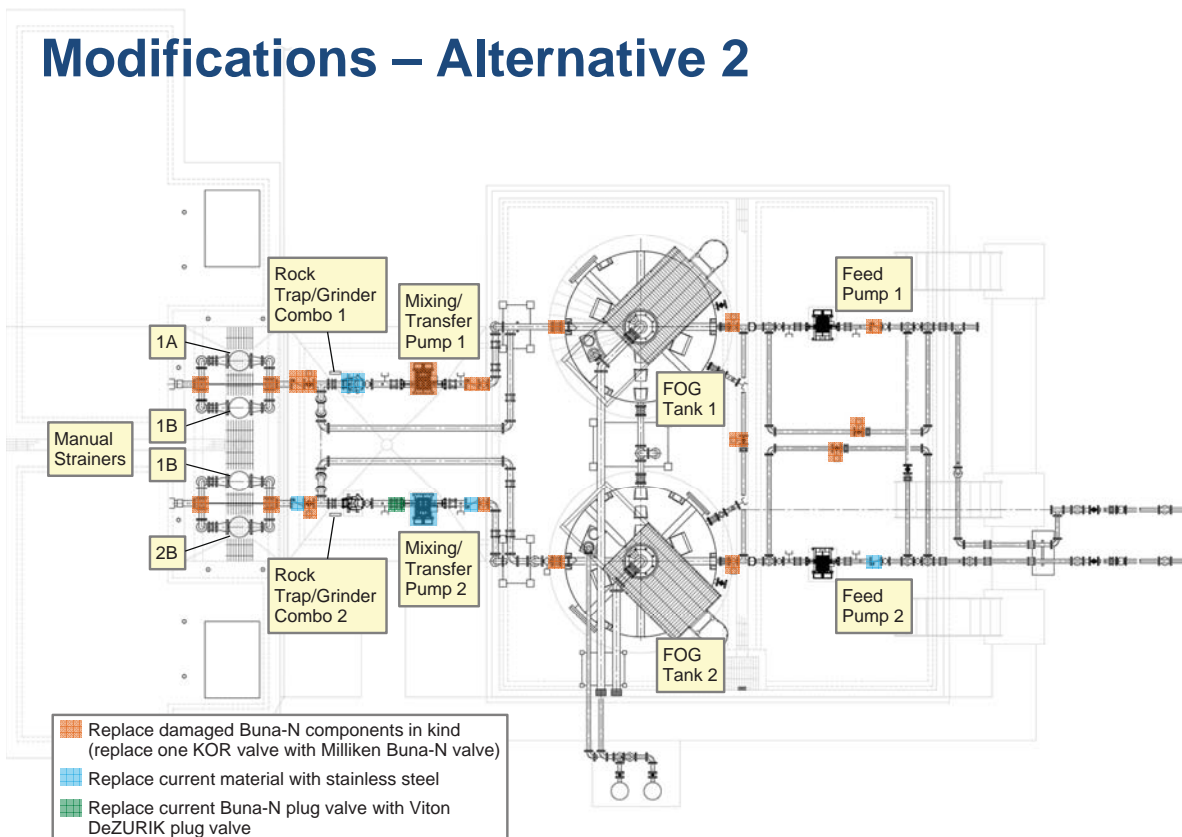 Modifications – Alternative 2
Rock
Trap/Grinder
Combo 1
Mixing/
Transfer
Pump 1
Feed
Pump 1
1A
FOG
Tank 1
1B
Manual
Strainers
1B
2B
Rock
Trap/Grinder
Combo 2
Mixing/
Transfer
Pump 2
Feed
Pump 2
FOG
Tank 2
Replace damaged Buna-N components in kind
(replace one KOR valve with Milliken Buna-N valve)
Replace current material with stainless steel
Replace current Buna-N plug valve with Viton
DeZURIK plug valve